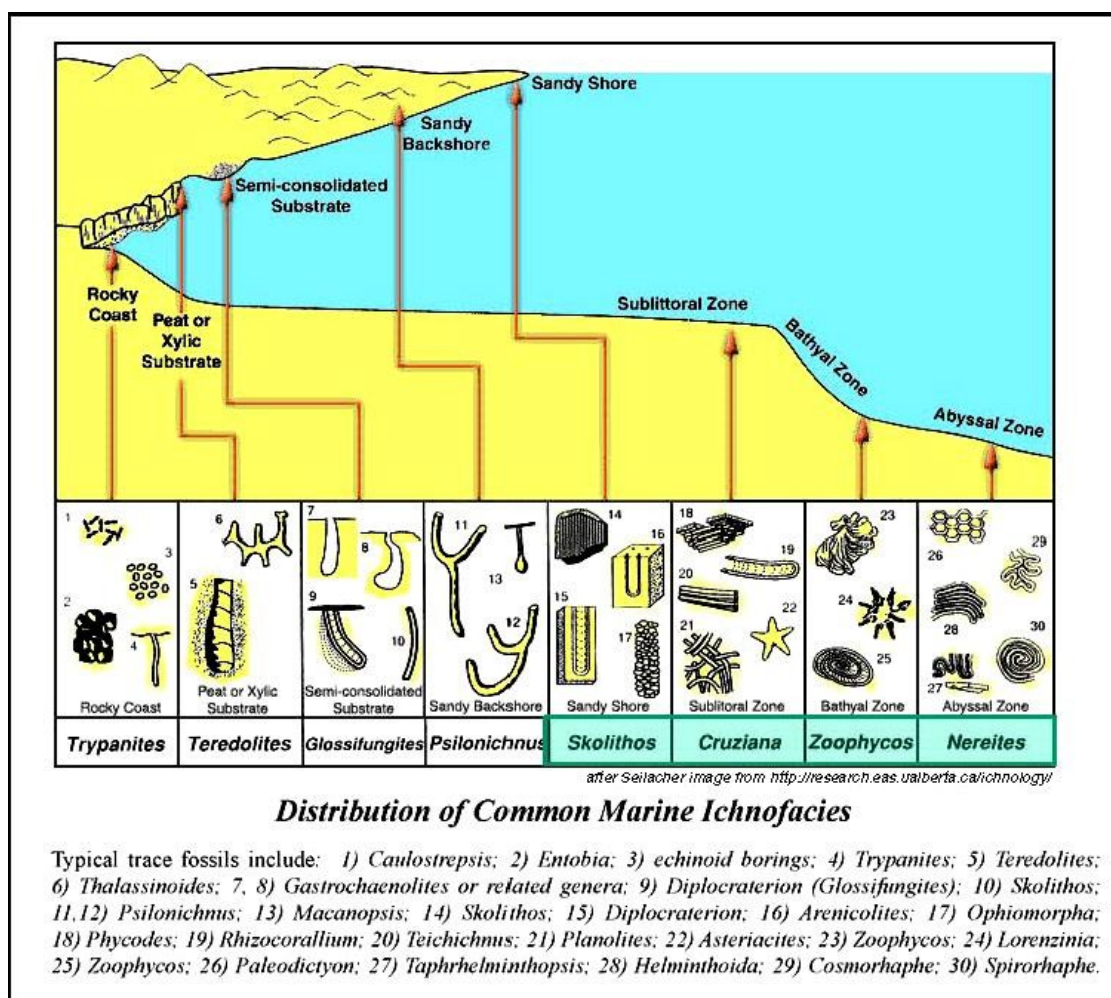 Sandy Shore
Sandy
Backshore
Semi-consolidated
Substrate
Rocky
Coast
Peat or
Xylic
Substrate
Sublittoral Zone
Bathyal Zone
Abyssal Zone
1
2
3
4
Rocky Coast
5
6
Peat or Xylic
Substrate
7
8
9
10
Semi-consolidated
Substrate
11
12
13
Sandy Backshore
14
15
16
17
Sandy Shore
18
19
20
21
22
Sublitoral Zone
23
24
25
Bathyal Zone
26
27
28
29
30
Abyssal Zone
Trypanites
Teredolites
Glossifungites
Psilonichnus
Skolithos
Cruziana
Zoophycos
Nereites
after Seilacher image from http://research.eas.ualberta.ca/ichnology/
Distribution of Common Marine Ichnofacies
Typical trace fossils include: 1) Caulostrepsis; 2) Entobia; 3) echinoid borings; 4) Trypanites; 5) Teredolites;
6) Thalassinoides; 7, 8) Gastrochaenolites or related genera; 9) Diplocraterion (Glossifungites); 10) Skolithos;
11,12) Psilonichnus; 13) Macanopsis; 14) Skolithos; 15) Diplocraterion; 16) Arenicolites; 17) Ophiomorpha;
18) Phycodes; 19) Rhizocorallium; 20) Teichichnus; 21) Planolites; 22) Asteriacites; 23) Zoophycos; 24) Lorenzinia;
25) Zoophycos; 26) Paleodictyon; 27) Taphrhelminthopsis; 28) Helminthoida; 29) Cosmorhaphe; 30) Spirorhaphe.